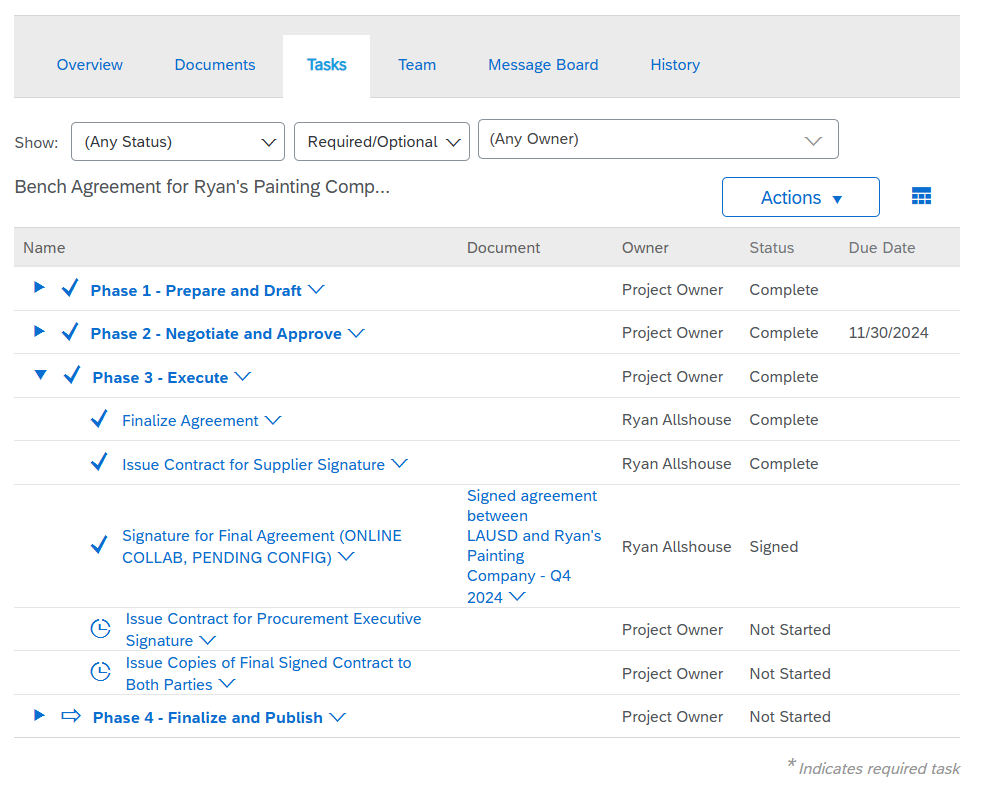 Overview Documents Tasks Team Message Board History
Show: (Any Status) Required/Optional (Any Owner)
Bench Agreement for Ryan's Painting Comp...
Actions
Name Document Owner Status Due Date
Phase 1 - Prepare and Draft Project Owner Complete
Phase 2 - Negotiate and Approve Project Owner Complete 11/30/2024
Phase 3 - Execute Project Owner Complete
Finalize Agreement Ryan Allshouse Complete
Issue Contract for Supplier Signature Ryan Allshouse Complete
Signature for Final Agreement (ONLINE
COLLAB, PENDING CONFIG)
Signed agreement
between
LAUSD and Ryan's
Painting
Company - Q4
2024
Ryan Allshouse Signed
Issue Contract for Procurement Executive
Signature
Project Owner Not Started
Issue Copies of Final Signed Contract to
Both Parties
Project Owner Not Started
Phase 4 - Finalize and Publish Project Owner Not Started
* Indicates required task